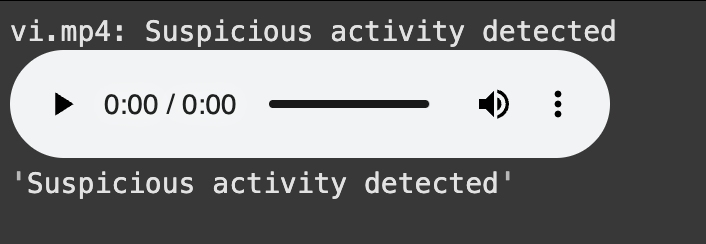 vi.mp4: Suspicious activity detected
0:00 / 0:00
'Suspicious activity detected'